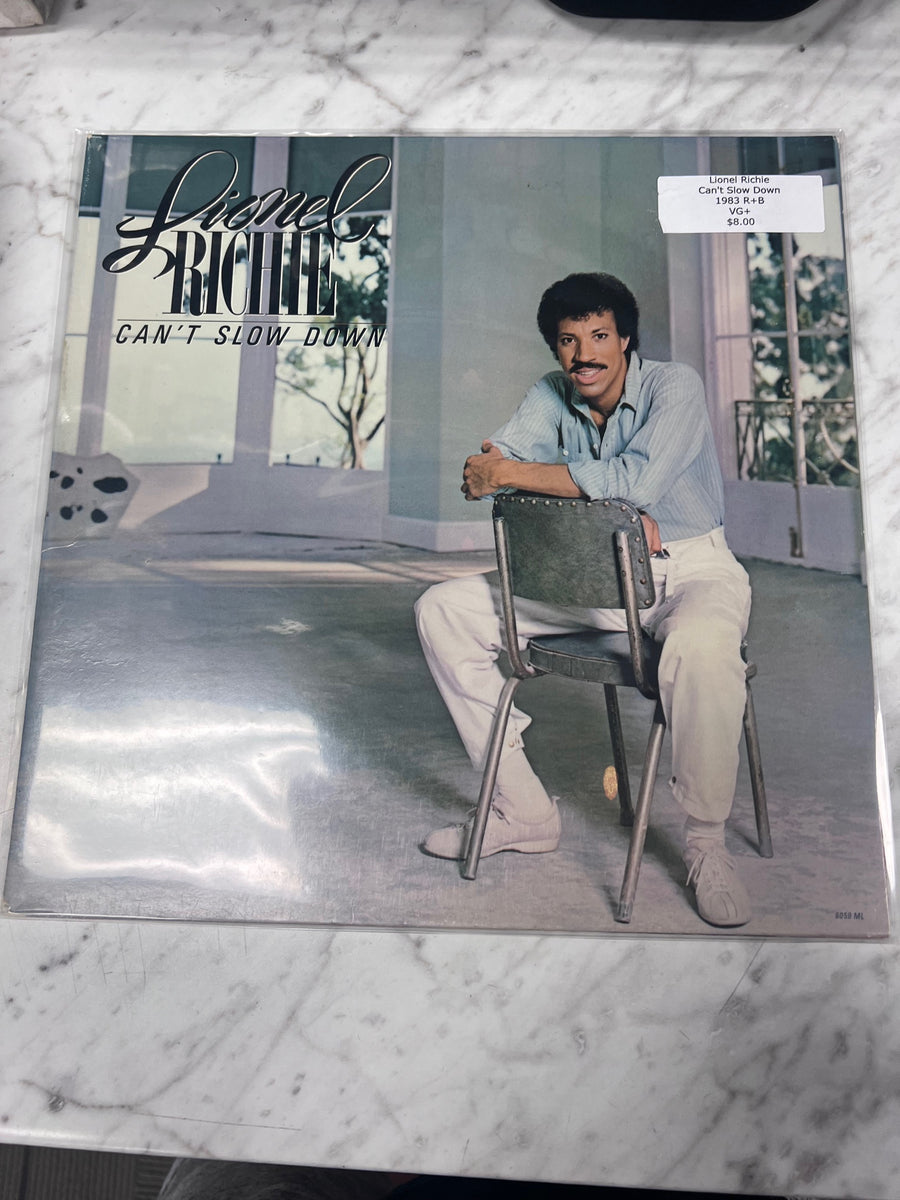 Lionel
RICHIE
CAN'T SLOW DOWN
Lionel Richie
Can't Slow Down
1983 R+B
VG+
$8.00
6059 ML